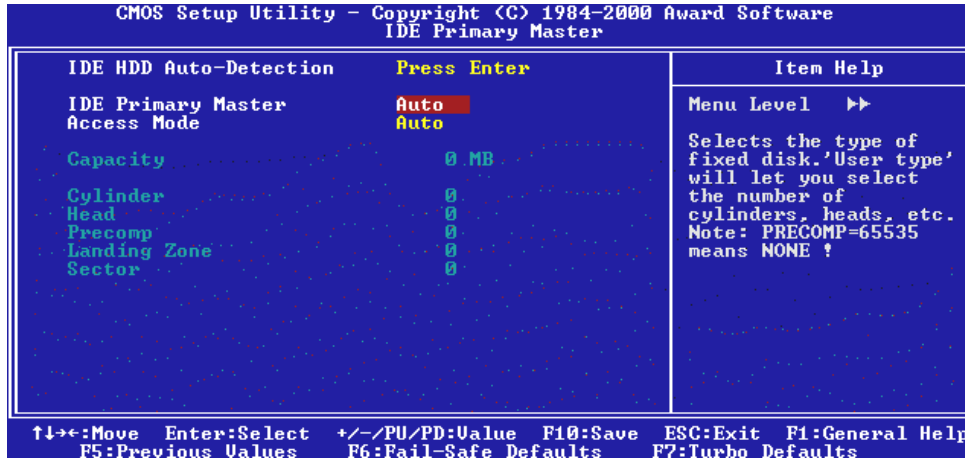 CMOS Setup Utility - Copyright (C) 1984-2000 Award Software
IDE Primary Master
IDE HDD Auto-Detection Press Enter
IDE Primary Master Auto
Access Mode Auto
Capacity 0 MB
Cylinder 0
Head 0
Precomp 0
Landing Zone 0
Sector 0
Item Help
Menu Level ▸▸
Selects the type of
fixed disk.'User type'
will let you select
the number of
cylinders, heads, etc.
Note: PRECOMP=65535
means NONE !
↑↓→←:Move Enter:Select +/-/PU/PD:Value F10:Save ESC:Exit F1:General Help
F5:Previous Values F6:Fail-Safe Defaults F7:Turbo Defaults